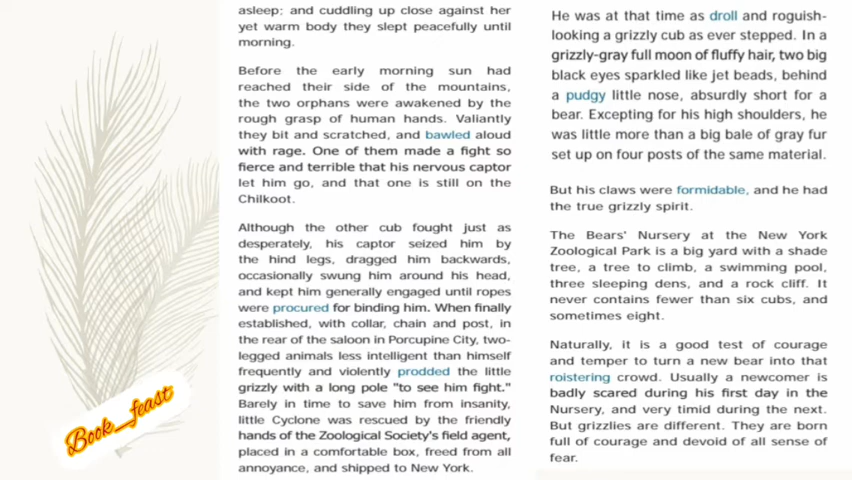 asleep; and cuddling up close against her
yet warm body they slept peacefully until
morning.
Before the early morning sun had
reached their side of the mountains,
the two orphans were awakened by the
rough grasp of human hands. Valiantly
they bit and scratched, and bawled aloud
with rage. One of them made a fight so
fierce and terrible that his nervous captor
let him go, and that one is still on the
Chilkoot.
Although the other cub fought just as
desperately, his captor seized him by
the hind legs, dragged him backwards,
occasionally swung him around his head,
and kept him generally engaged until ropes
were procured for binding him. When finally
established, with collar, chain and post, in
the rear of the saloon in Porcupine City, two-
legged animals less intelligent than himself
frequently and violently prodded the little
grizzly with a long pole "to see him fight."
Barely in time to save him from insanity,
little Cyclone was rescued by the friendly
hands of the Zoological Society's field agent,
placed in a comfortable box, freed from all
annoyance, and shipped to New York.
He was at that time as droll and roguish-
looking a grizzly cub as ever stepped. In a
grizzly-gray full moon of fluffy hair, two big
black eyes sparkled like jet beads, behind
a pudgy little nose, absurdly short for a
bear. Excepting for his high shoulders, he
was little more than a big bale of gray fur
set up on four posts of the same material.
But his claws were formidable, and he had
the true grizzly spirit.
The Bears' Nursery at the New York
Zoological Park is a big yard with a shade
tree, a tree to climb, a swimming pool,
three sleeping dens, and a rock cliff. It
never contains fewer than six cubs, and
sometimes eight.
Naturally, it is a good test of courage
and temper to turn a new bear into that
roistering crowd. Usually a newcomer is
badly scared during his first day in the
Nursery, and very timid during the next.
But grizzlies are different. They are born
full of courage and devoid of all sense of
fear.
Book_feast